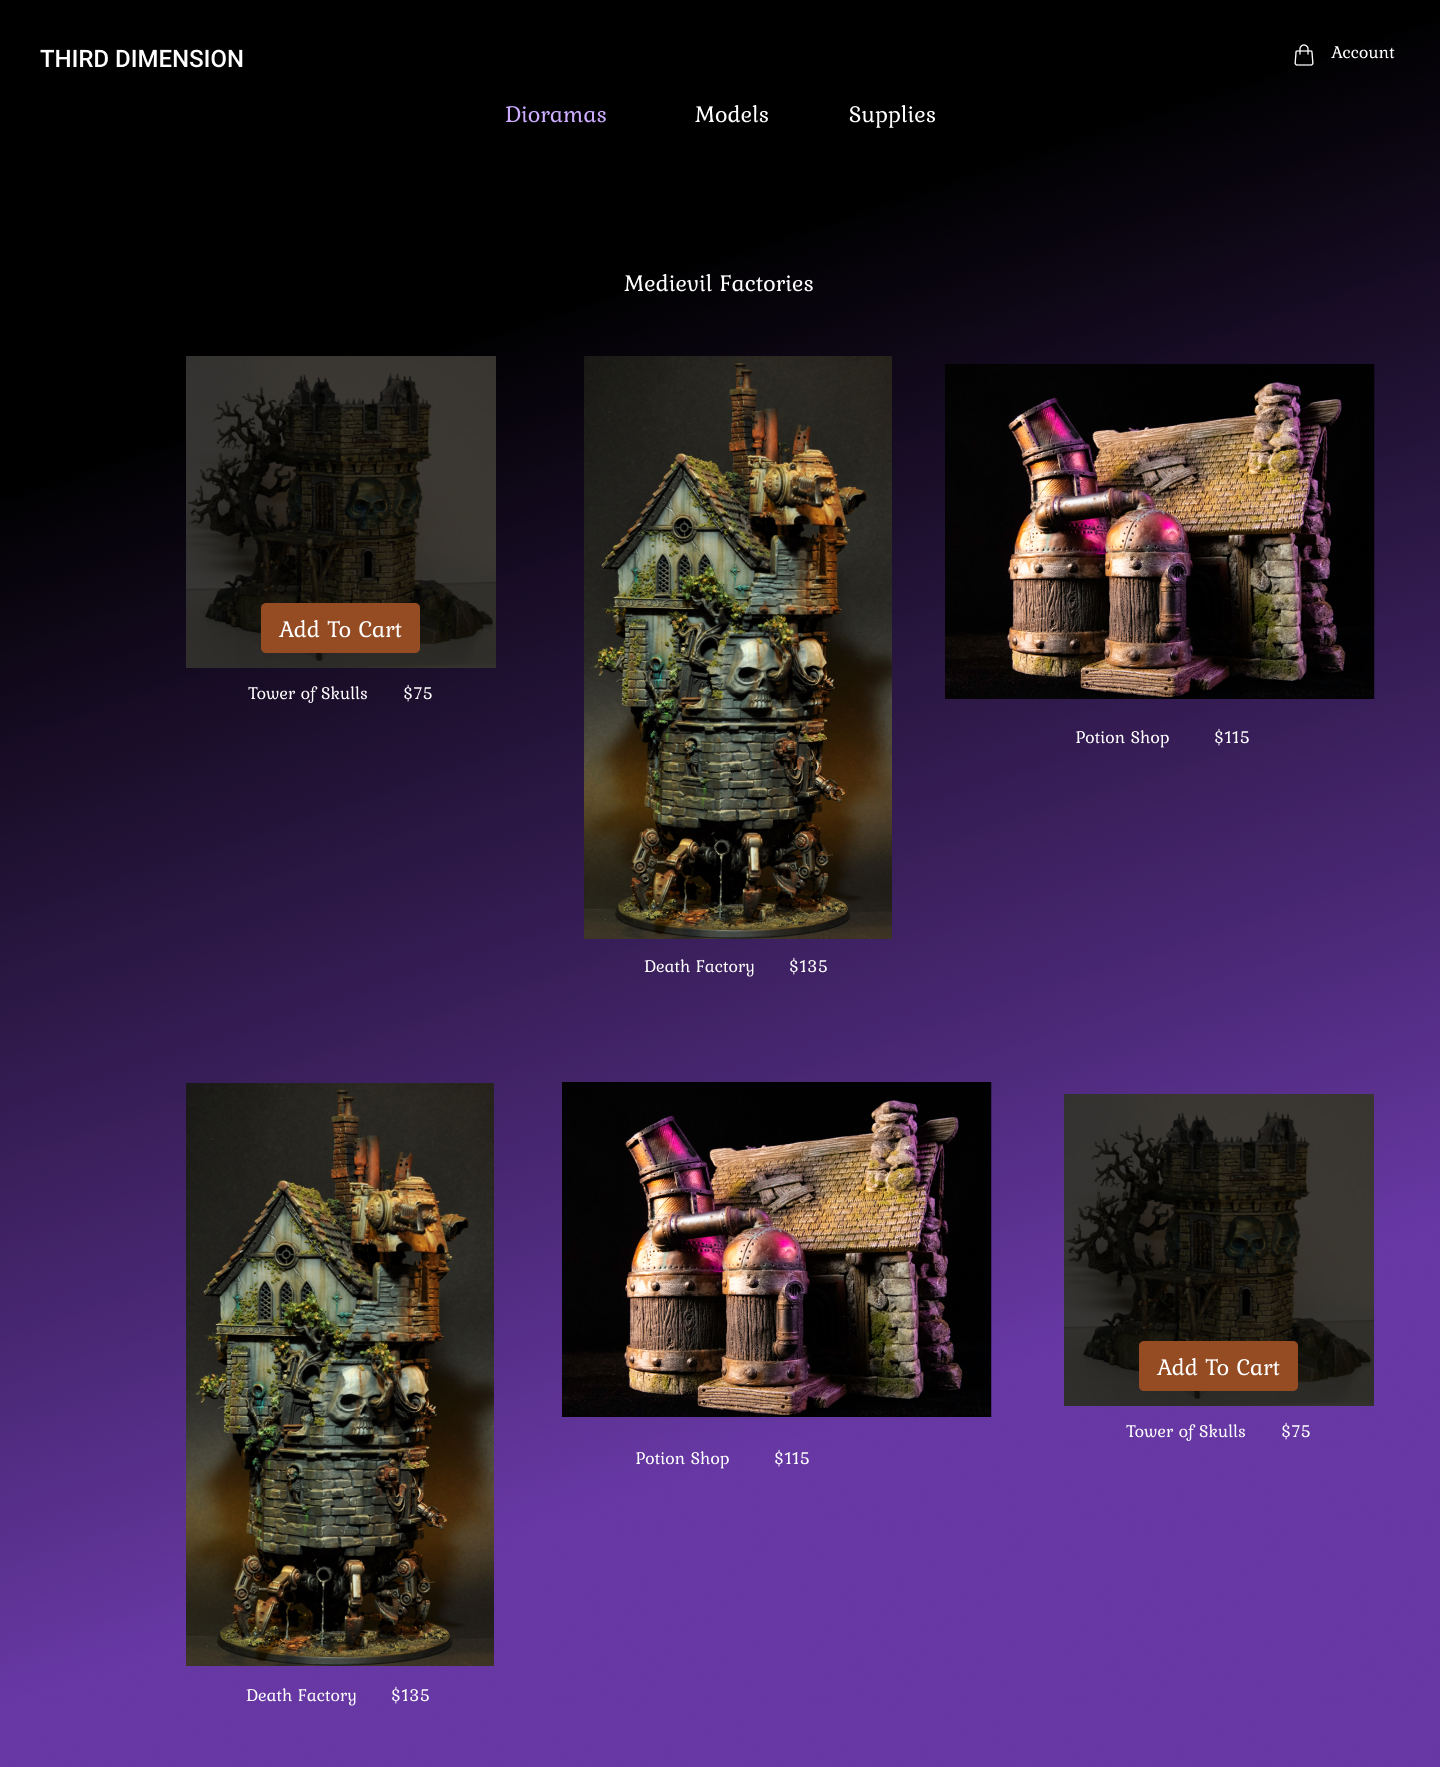 THIRD DIMENSION
Account
Dioramas Models Supplies
Medievil Factories
Add To Cart
Tower of Skulls $75
Potion Shop $115
Death Factory $135
Add To Cart
Tower of Skulls $75
Potion Shop $115
Death Factory $135